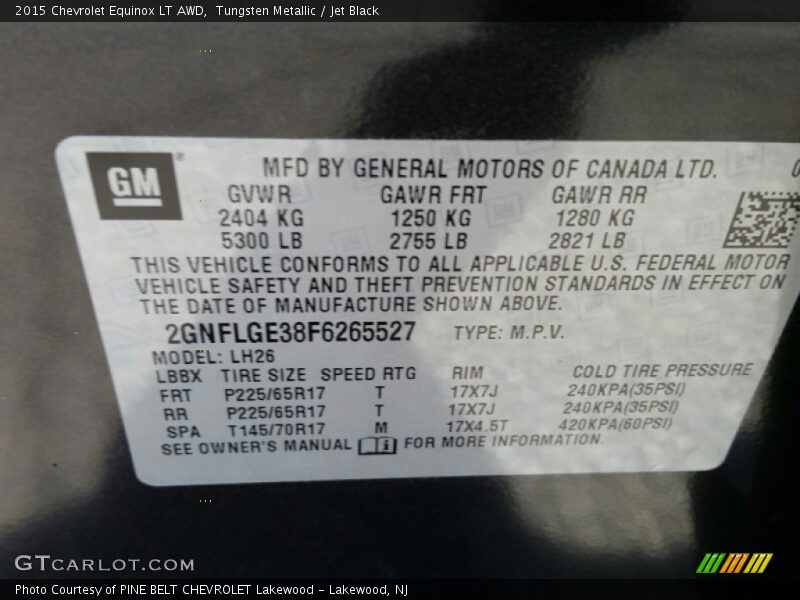 2015 Chevrolet Equinox LT AWD,  Tungsten Metallic / Jet Black
GM® MFD BY GENERAL MOTORS OF CANADA LTD. 0
GVWR GAWR FRT GAWR RR
2404 KG 1250 KG 1280 KG
5300 LB 2755 LB 2821 LB
THIS VEHICLE CONFORMS TO ALL APPLICABLE U.S. FEDERAL MOTOR
VEHICLE SAFETY AND THEFT PREVENTION STANDARDS IN EFFECT ON
THE DATE OF MANUFACTURE SHOWN ABOVE.
2GNFLGE38F6265527 TYPE: M.P.V.
MODEL: LH26
LBBX TIRE SIZE SPEED RTG RIM COLD TIRE PRESSURE
FRT P225/65R17 T 17X7J 240KPA(35PSI)
RR P225/65R17 T 17X7J 240KPA(35PSI)
SPA T145/70R17 M 17X4.5T 420KPA(60PSI)
SEE OWNER'S MANUAL i FOR MORE INFORMATION.
GTCARLOT.COM
Photo Courtesy of PINE BELT CHEVROLET Lakewood - Lakewood, NJ